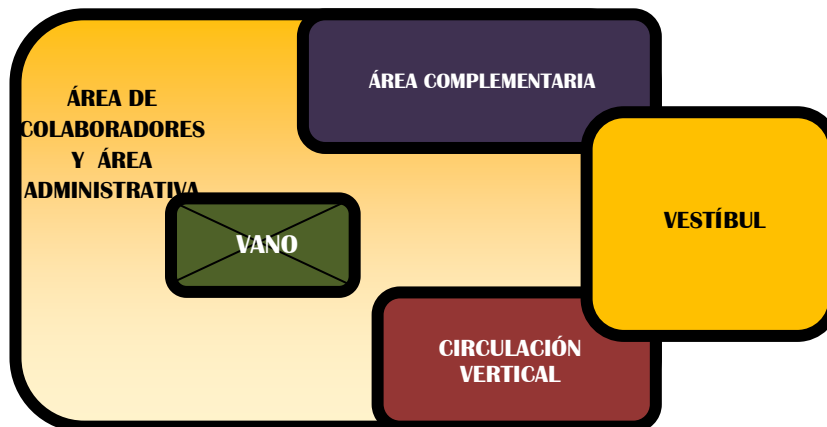 ÁREA DE
COLABORADORES
Y ÁREA
ADMINISTRATIVA
ÁREA COMPLEMENTARIA
VESTÍBUL
VANO
CIRCULACIÓN
VERTICAL